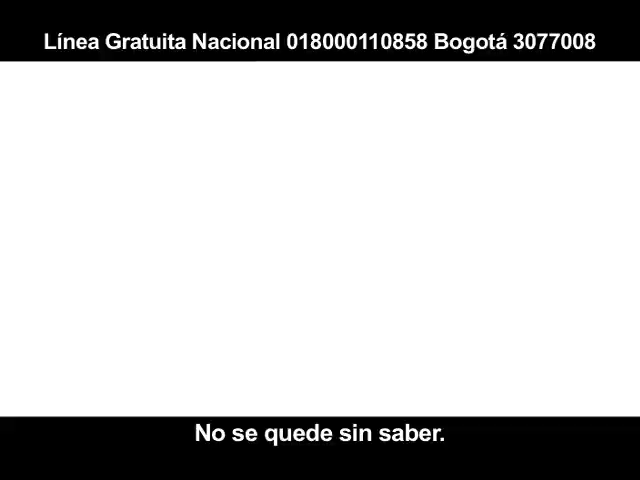 Línea Gratuita Nacional 018000110858 Bogotá 3077008
No se quede sin saber.